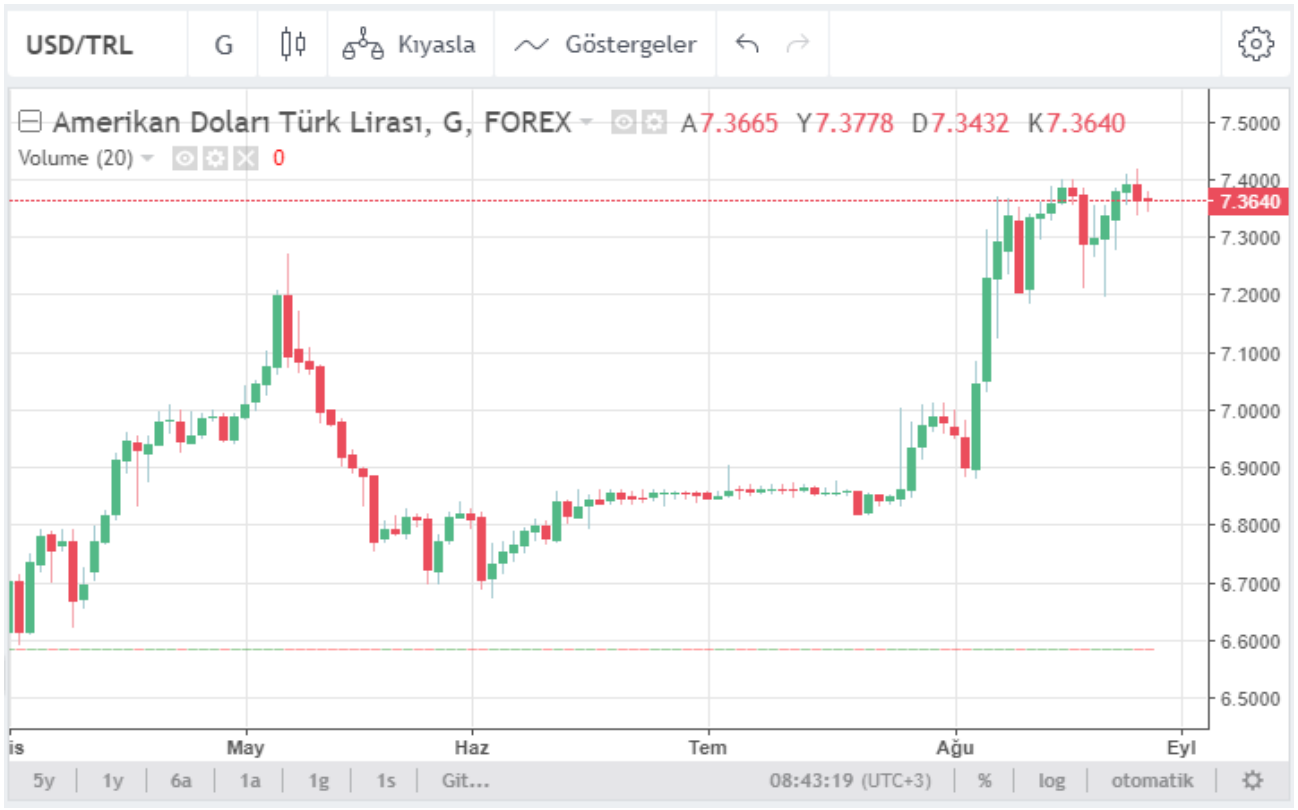 USD/TRL G Kıyasla Göstergeler
Amerikan Doları Türk Lirası, G, FOREX A7.3665 Y7.3778 D7.3432 K7.3640
Volume (20) 0
7.5000
7.4000
7.3640
7.3000
7.2000
7.1000
7.0000
6.9000
6.8000
6.7000
6.6000
6.5000
is May Haz Tem Ağu Eyl
5y 1y 6a 1a 1g 1s Git... 08:43:19 (UTC+3) % log otomatik